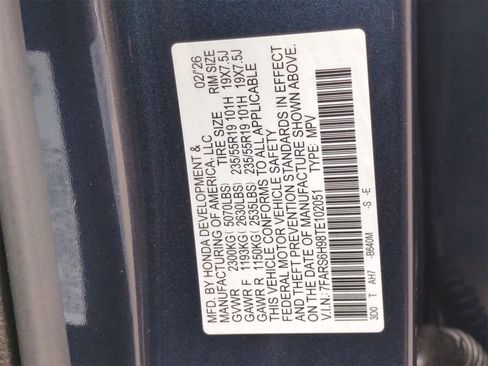 MFD. BY HONDA DEVELOPMENT & 02/26
MANUFACTURING OF AMERICA, LLC
TIRE SIZE RIM SIZE
GVWR 2300KG(5070LBS) 235/55R19 101H 19X7.5J
GAWR F 1193KG(2630LBS) 235/55R19 101H 19X7.5J
GAWR R 1150KG(2535LBS)
THIS VEHICLE CONFORMS TO ALL APPLICABLE
FEDERAL MOTOR VEHICLE SAFETY
AND THEFT PREVENTION STANDARDS IN EFFECT
ON THE DATE OF MANUFACTURE SHOWN ABOVE.
V.I.N.:7FARS6H98TE102051 TYPE: MPV
3D0 T AH7 -B640M -S -E